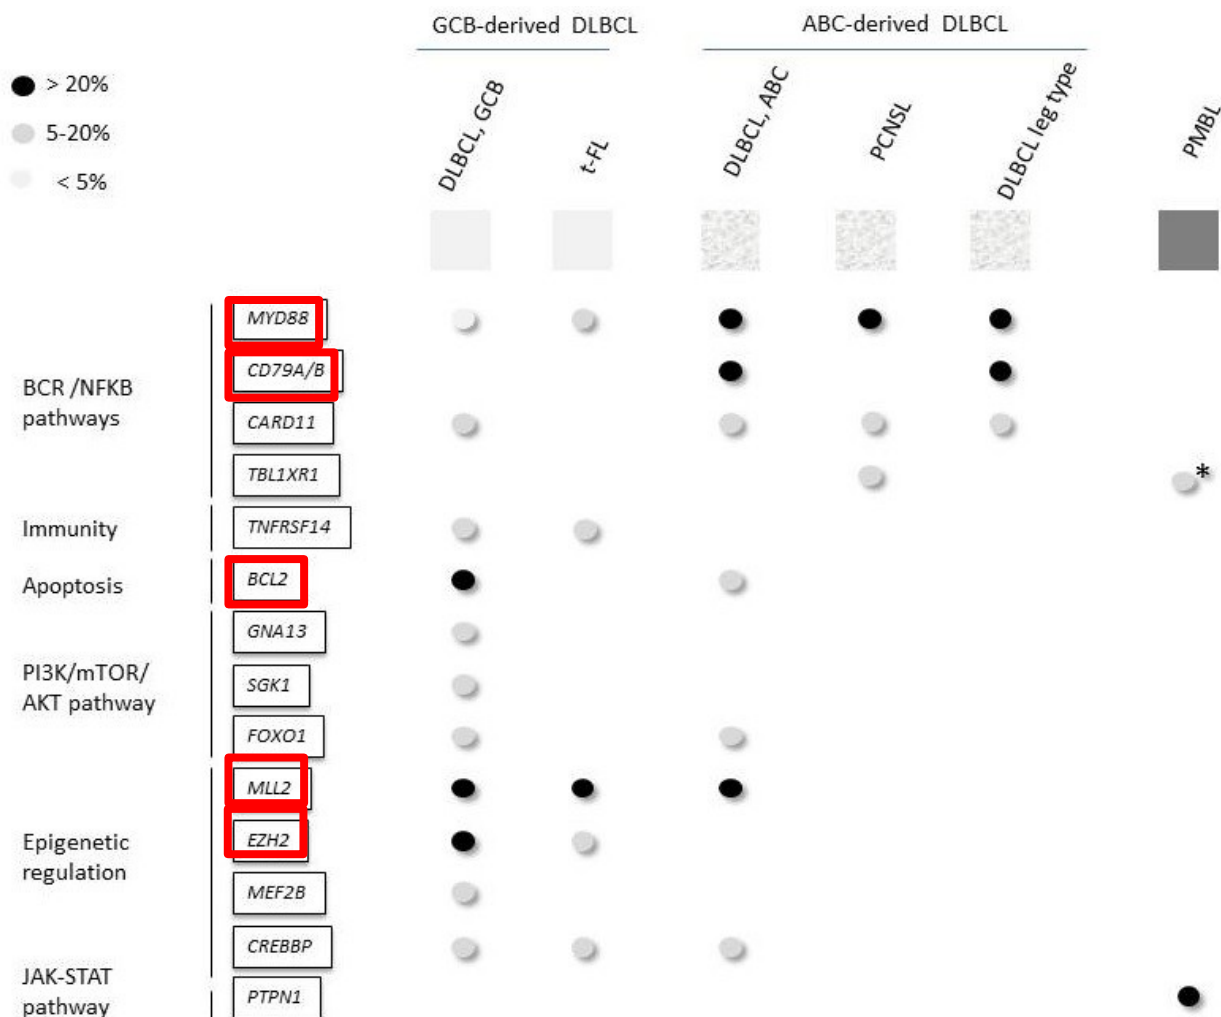 GCB-derived DLBCL
ABC-derived DLBCL
> 20%
5-20%
< 5%
DLBCL, GCB
t-FL
DLBCL, ABC
PCNSL
DLBCL leg type
PMBL
BCR /NFKB
pathways
MYD88
CD79A/B
CARD11
TBL1XR1
*
Immunity
TNFRSF14
Apoptosis
BCL2
PI3K/mTOR/
AKT pathway
GNA13
SGK1
FOXO1
Epigenetic
regulation
MLL2
EZH2
MEF2B
CREBBP
JAK-STAT
pathway
PTPN1